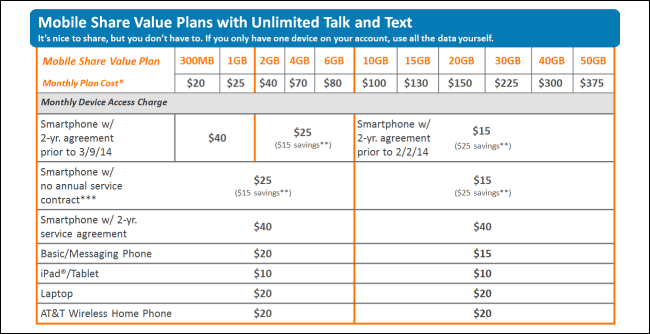 Mobile Share Value Plans with Unlimited Talk and Text
It's nice to share, but you don't have to. If you only have one device on your account, use all the data yourself.
Mobile Share Value Plan 300MB 1GB 2GB 4GB 6GB 10GB 15GB 20GB 30GB 40GB 50GB
Monthly Plan Cost* $20 $25 $40 $70 $80 $100 $130 $150 $225 $300 $375
Monthly Device Access Charge
Smartphone w/
2-yr. agreement
prior to 3/9/14
$40
$25
($15 savings**)
Smartphone w/
2-yr. agreement
prior to 2/2/14
$15
($25 savings**)
Smartphone w/
no annual service
contract***
$25
($15 savings**)
$15
($25 savings**)
Smartphone w/ 2-yr.
service agreement
$40
$40
Basic/Messaging Phone $20 $15
iPad®/Tablet $10 $10
Laptop $20 $20
AT&T Wireless Home Phone $20 $20